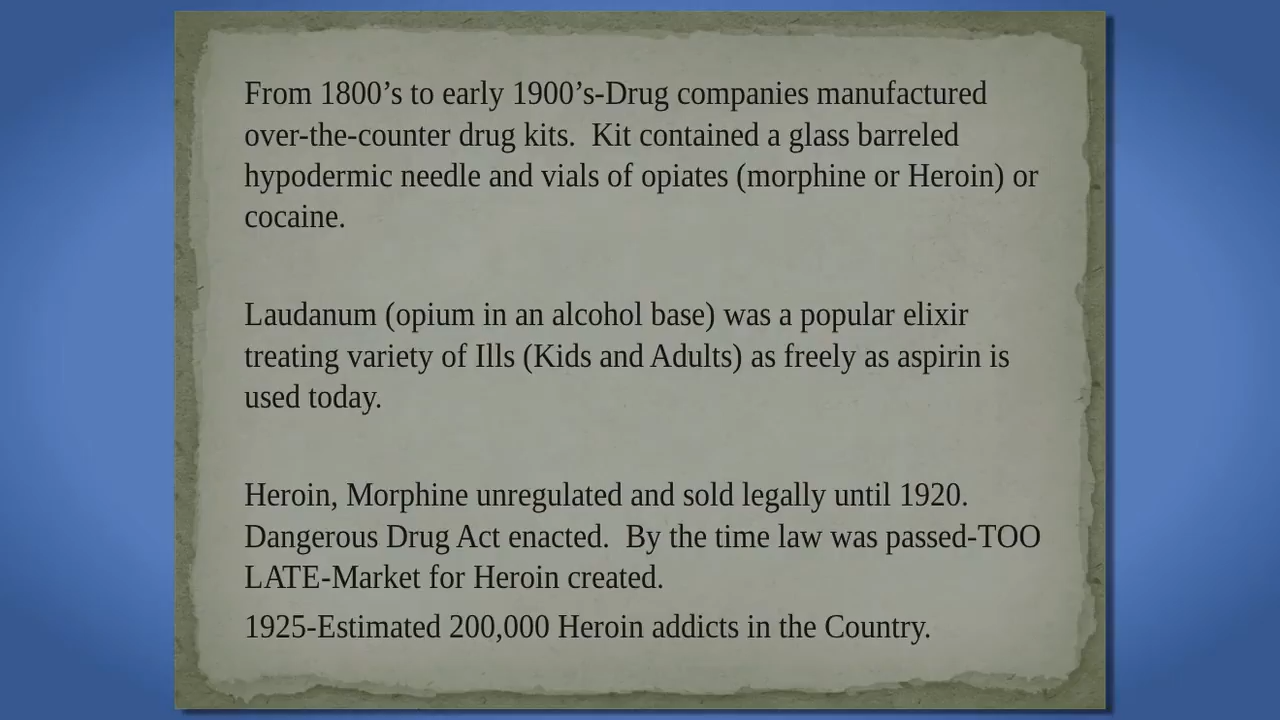 From 1800’s to early 1900’s-Drug companies manufactured
over-the-counter drug kits.  Kit contained a glass barreled
hypodermic needle and vials of opiates (morphine or Heroin) or
cocaine.
Laudanum (opium in an alcohol base) was a popular elixir
treating variety of Ills (Kids and Adults) as freely as aspirin is
used today.
Heroin, Morphine unregulated and sold legally until 1920.
Dangerous Drug Act enacted.  By the time law was passed-TOO
LATE-Market for Heroin created.
1925-Estimated 200,000 Heroin addicts in the Country.